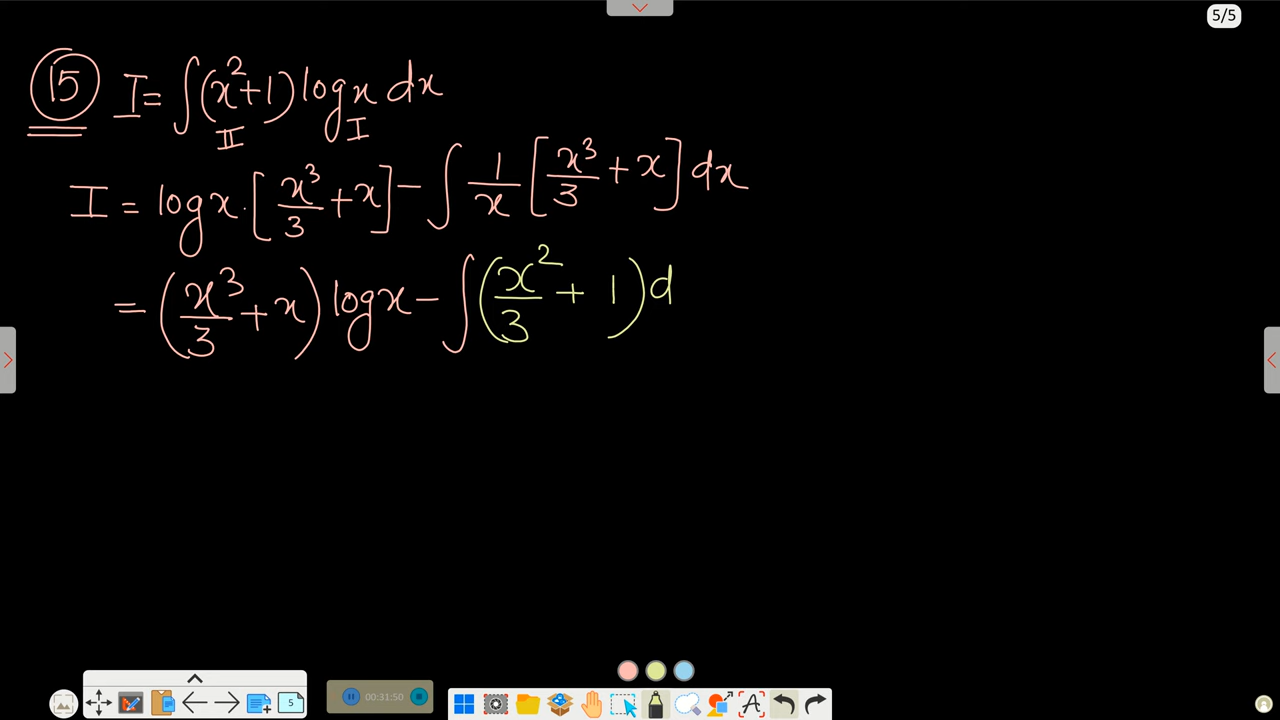 5/5
15 I = ∫(x²+1) log x dx
II I
I = log x · [x³/3 + x] − ∫ 1/x [x³/3 + x] dx
= (x³/3 + x) log x − ∫ (x²/3 + 1) d
5
00:31:50
A